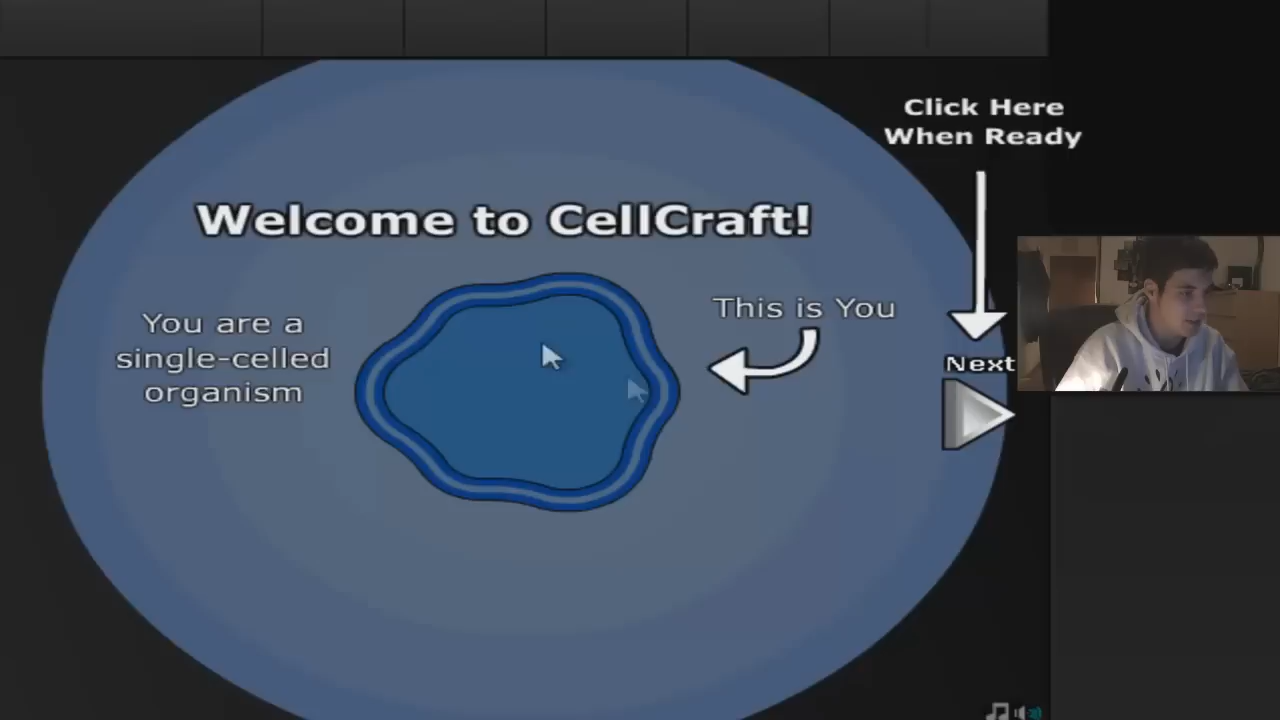 Click Here
When Ready
Welcome to CellCraft!
You are a
single-celled
organism
This is You
Next